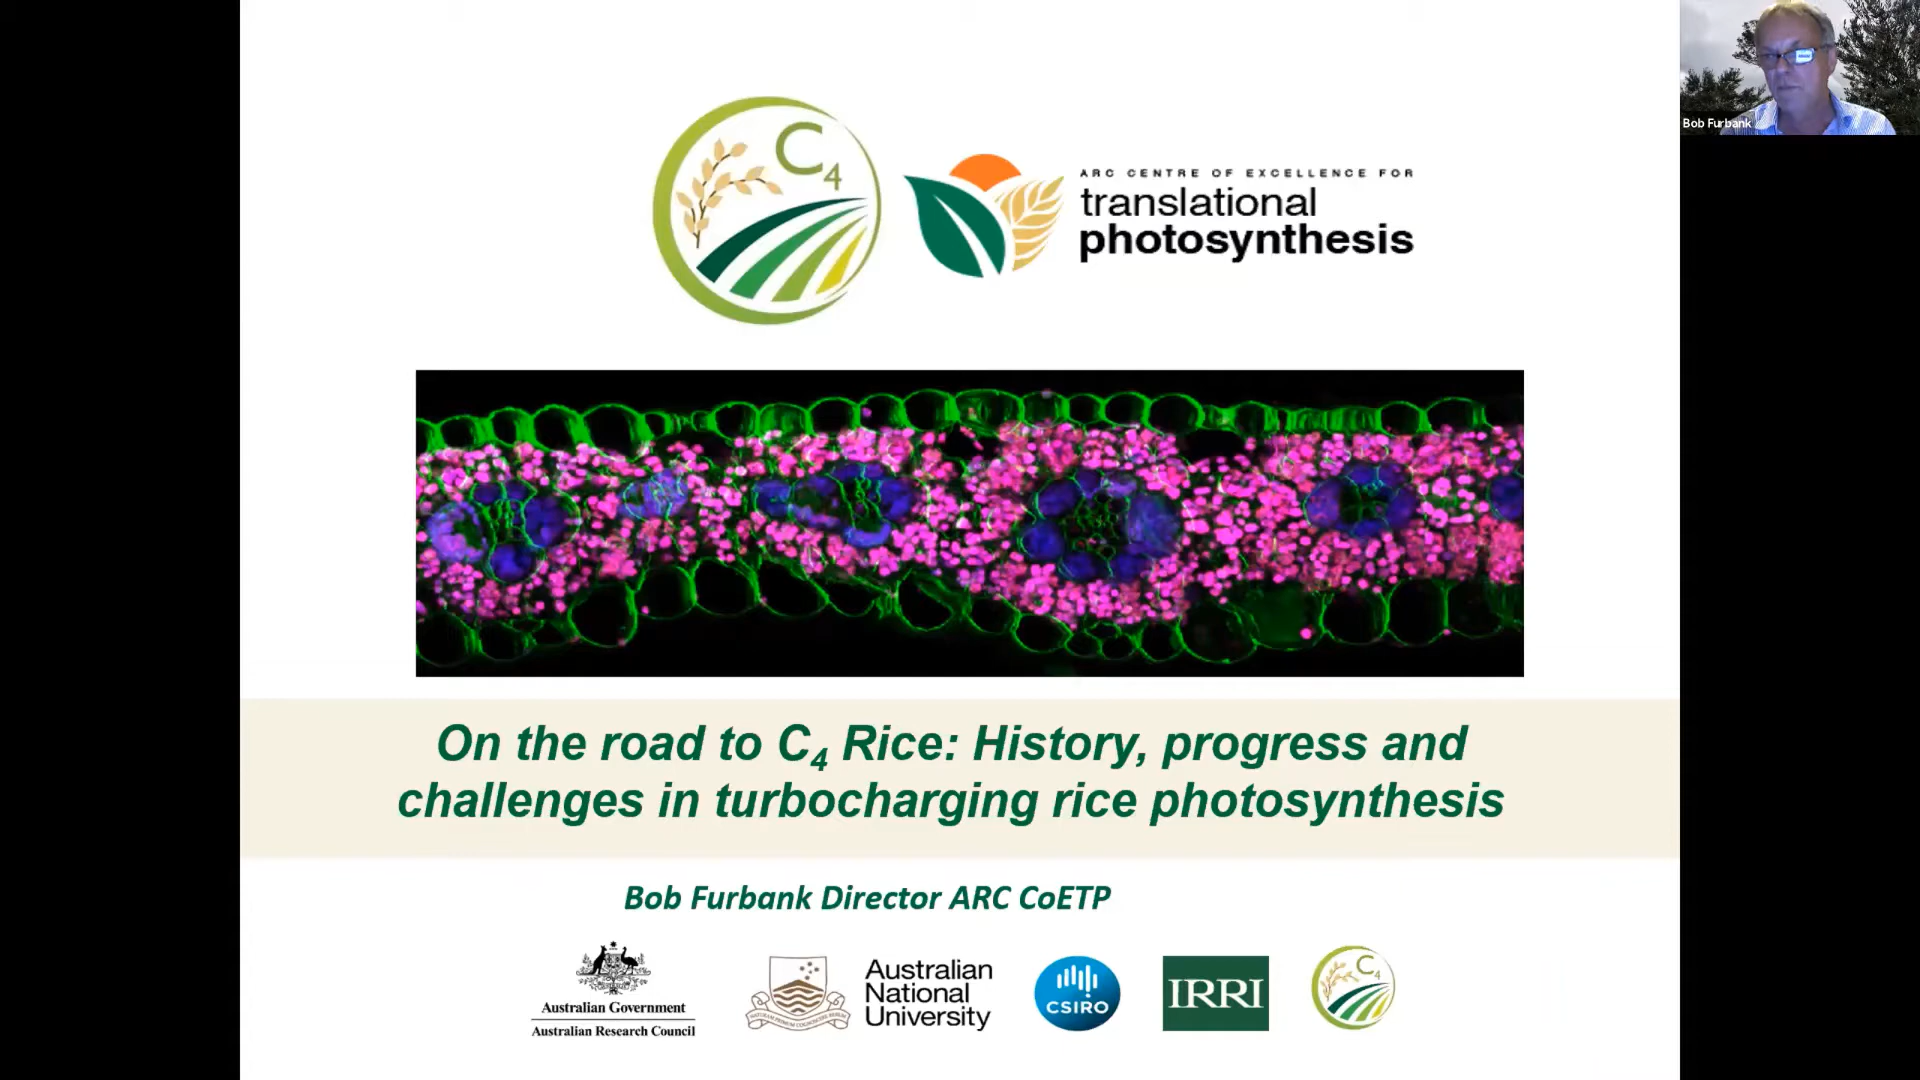 Bob Furbank
C4
ARC CENTRE OF EXCELLENCE FOR
translational
photosynthesis
On the road to C4 Rice: History, progress and
challenges in turbocharging rice photosynthesis
Bob Furbank Director ARC CoETP
Australian Government
Australian Research Council
Australian
National
University
CSIRO
IRRI
C4